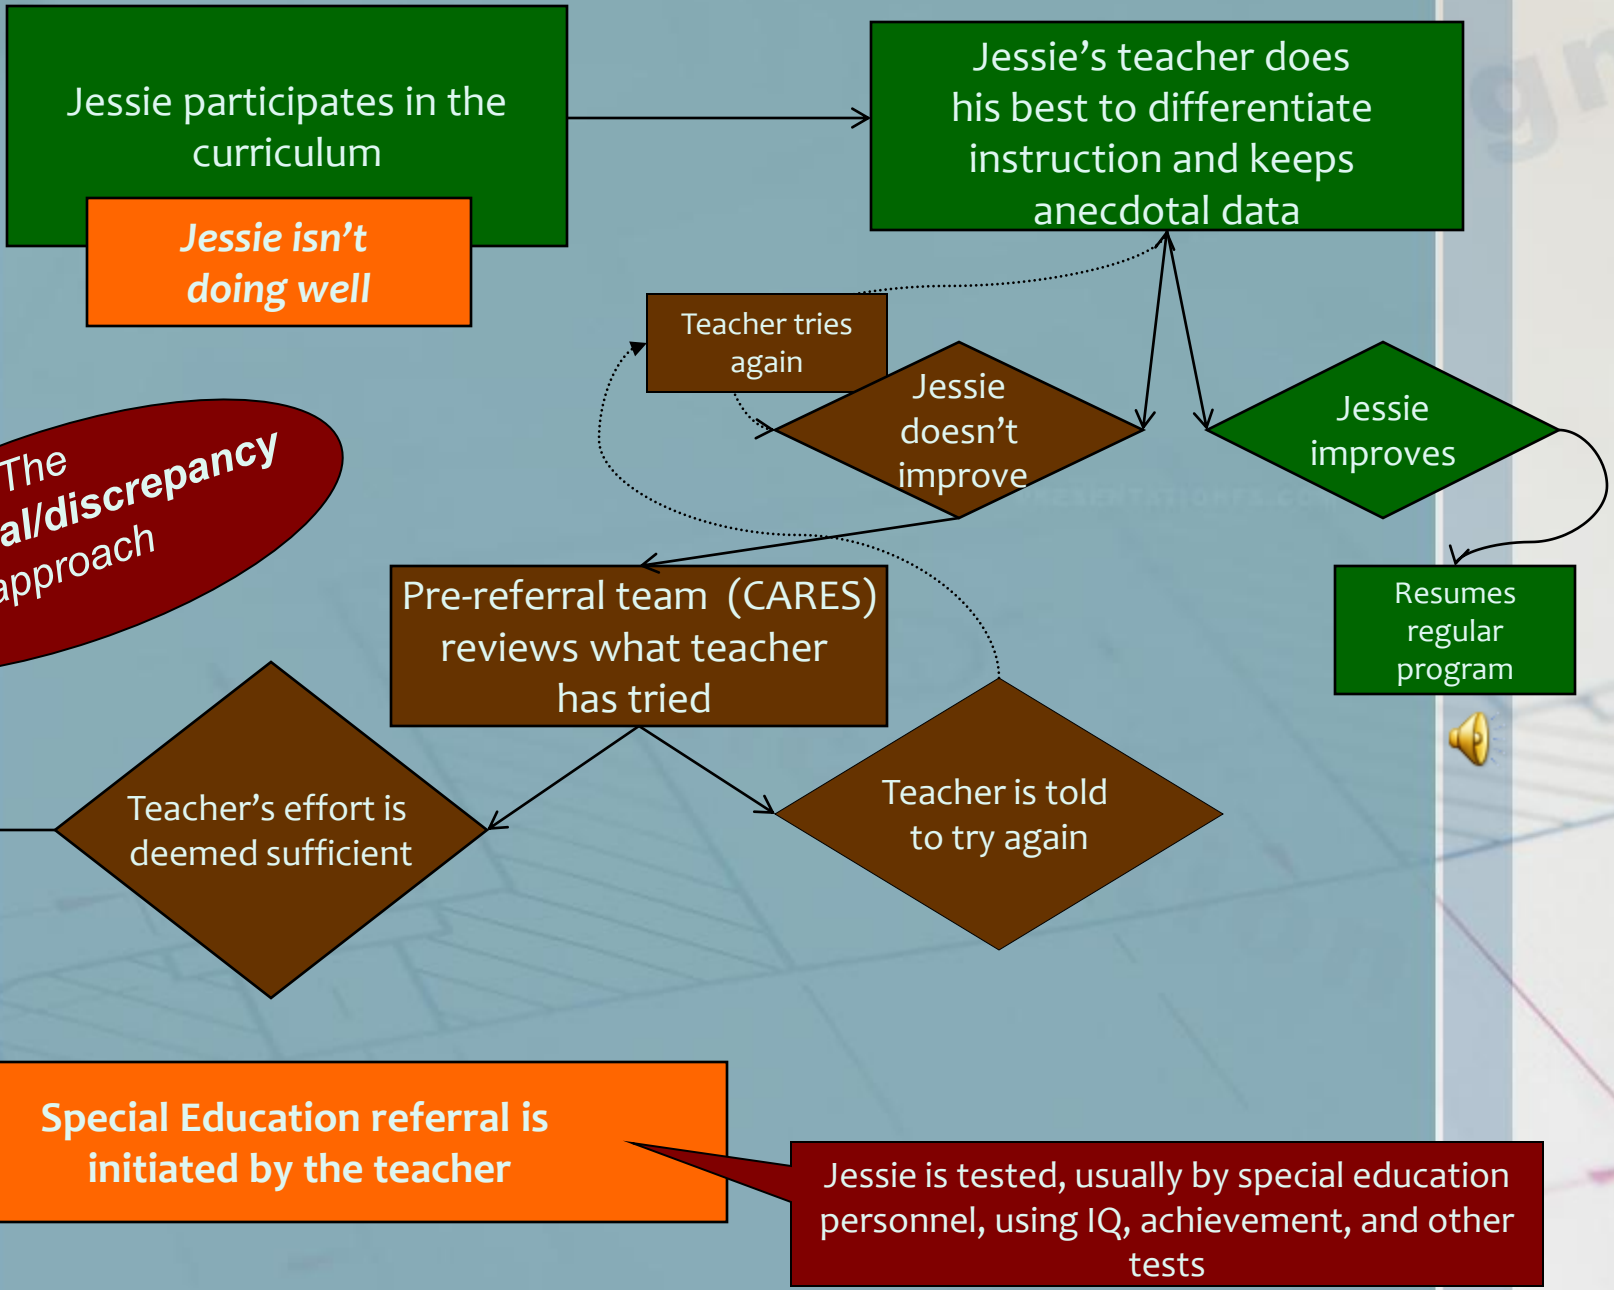 Jessie participates in the
curriculum
Jessie isn’t
doing well
Jessie’s teacher does
his best to differentiate
instruction and keeps
anecdotal data
Teacher tries
again
Jessie
doesn’t
improve
Jessie
improves
The
al/discrepancy
approach
Pre-referral team (CARES)
reviews what teacher
has tried
Resumes
regular
program
Teacher’s effort is
deemed sufficient
Teacher is told
to try again
Special Education referral is
initiated by the teacher
Jessie is tested, usually by special education
personnel, using IQ, achievement, and other
tests